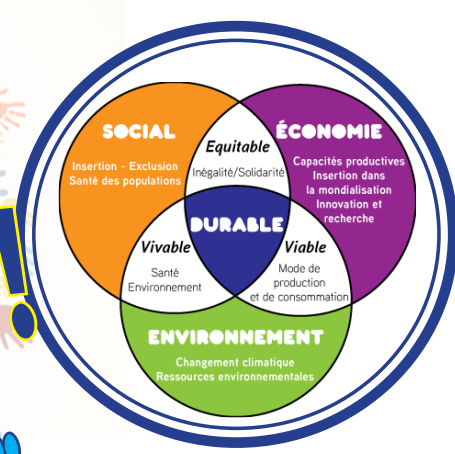 SOCIAL
Insertion - Exclusion
Santé des populations
Equitable
Inégalité/Solidarité
ÉCONOMIE
Capacités productives
Insertion dans
la mondialisation
Innovation et
recherche
DURABLE
Vivable
Santé
Environnement
Viable
Mode de
production
et de consommation
ENVIRONNEMENT
Changement climatique
Ressources environnementales
!